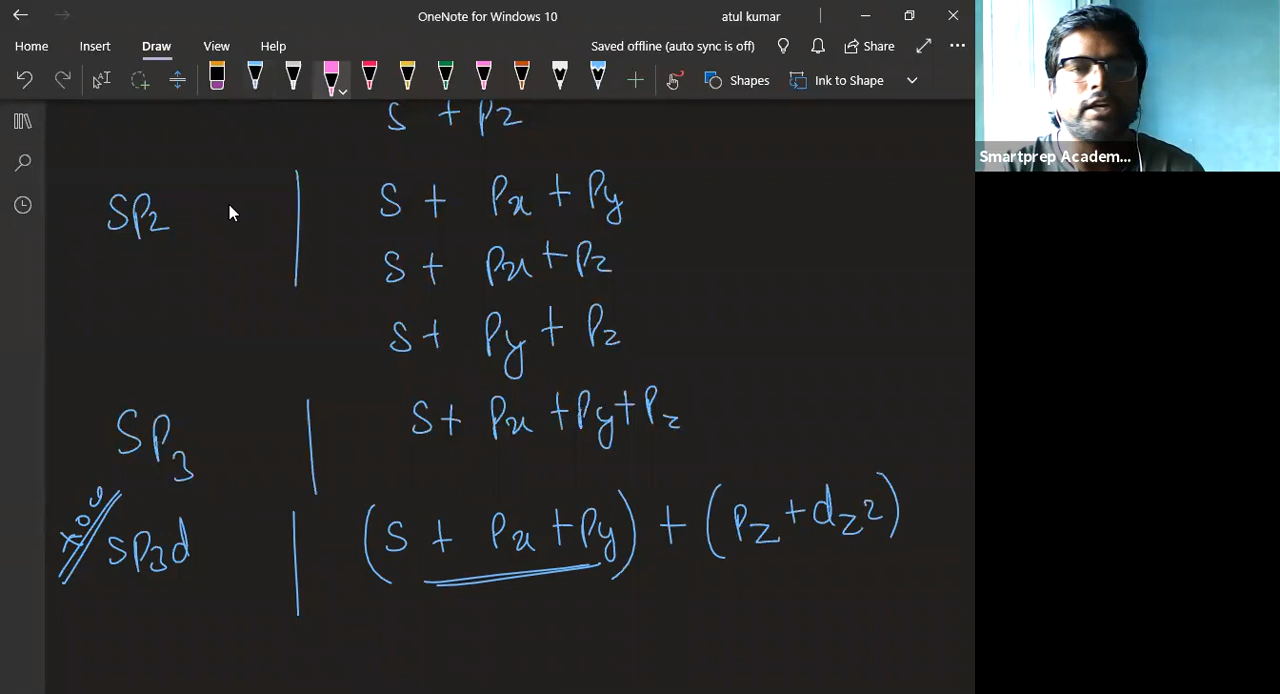 OneNote for Windows 10
atul kumar
Home Insert Draw View Help
Saved offline (auto sync is off)
Share
Shapes
Ink to Shape
Smartprep Academ...
S + Pz
SP2
S + Px + Py
S + Px + Pz
S + Py + Pz
SP3
S + Px + Py + Pz
SP3d
(S + Px + Py) + (Pz + dz2)